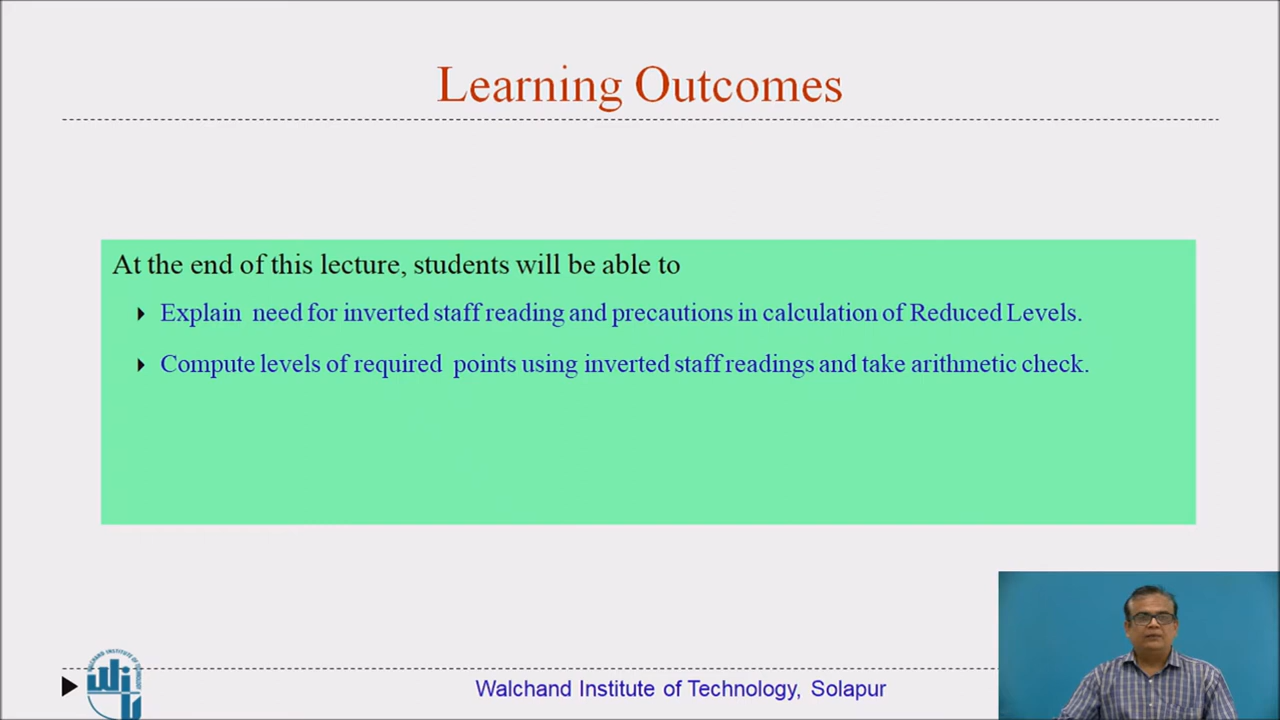 Learning Outcomes
At the end of this lecture, students will be able to
Explain need for inverted staff reading and precautions in calculation of Reduced Levels.
Compute levels of required points using inverted staff readings and take arithmetic check.
Walchand Institute of Technology, Solapur